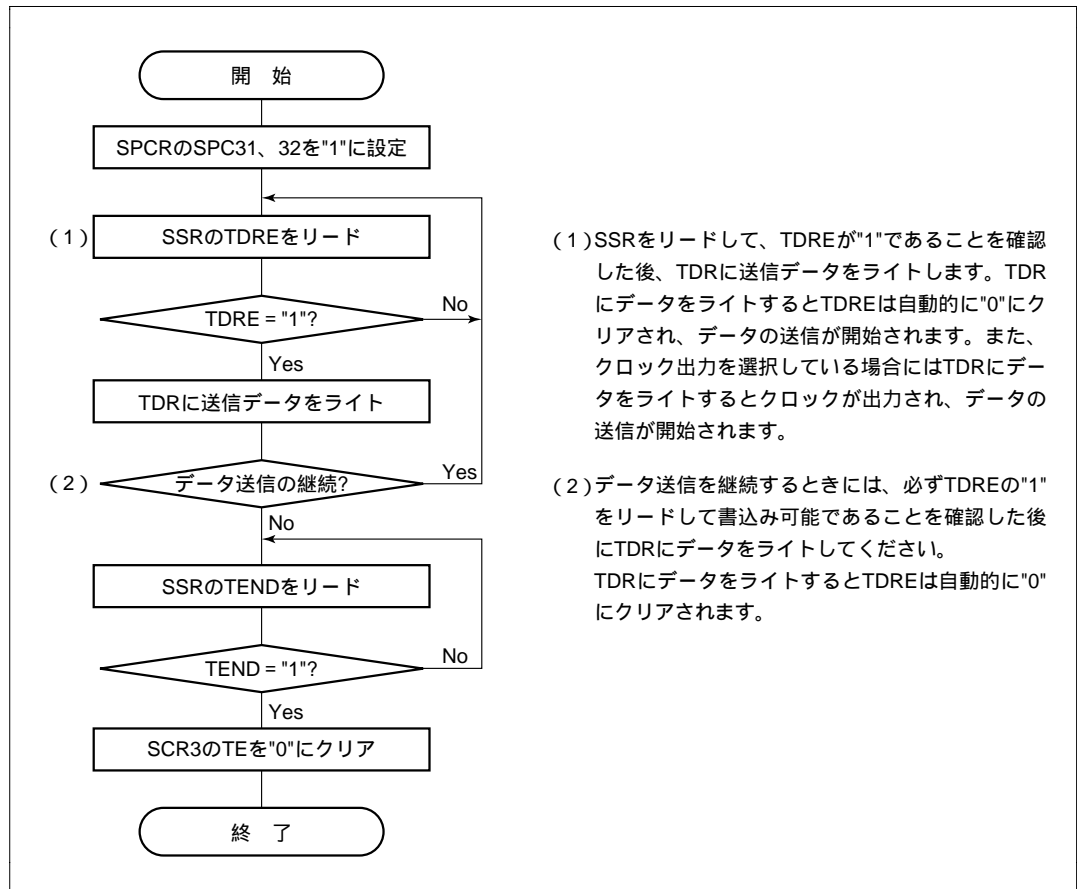 開 始
SPCRのSPC31、32を"1"に設定
(1)
SSRのTDREをリード
TDRE = "1"?
No
Yes
TDRに送信データをライト
(2)
データ送信の継続?
Yes
No
SSRのTENDをリード
TEND = "1"?
No
Yes
SCR3のTEを"0"にクリア
終 了
(1)SSRをリードして、TDREが"1"であることを確認
した後、TDRに送信データをライトします。TDR
にデータをライトするとTDREは自動的に"0"にク
リアされ、データの送信が開始されます。また、
クロック出力を選択している場合にはTDRにデー
タをライトするとクロックが出力され、データの
送信が開始されます。
(2)データ送信を継続するときには、必ずTDREの"1"
をリードして書込み可能であることを確認した後
にTDRにデータをライトしてください。
TDRにデータをライトするとTDREは自動的に"0"
にクリアされます。